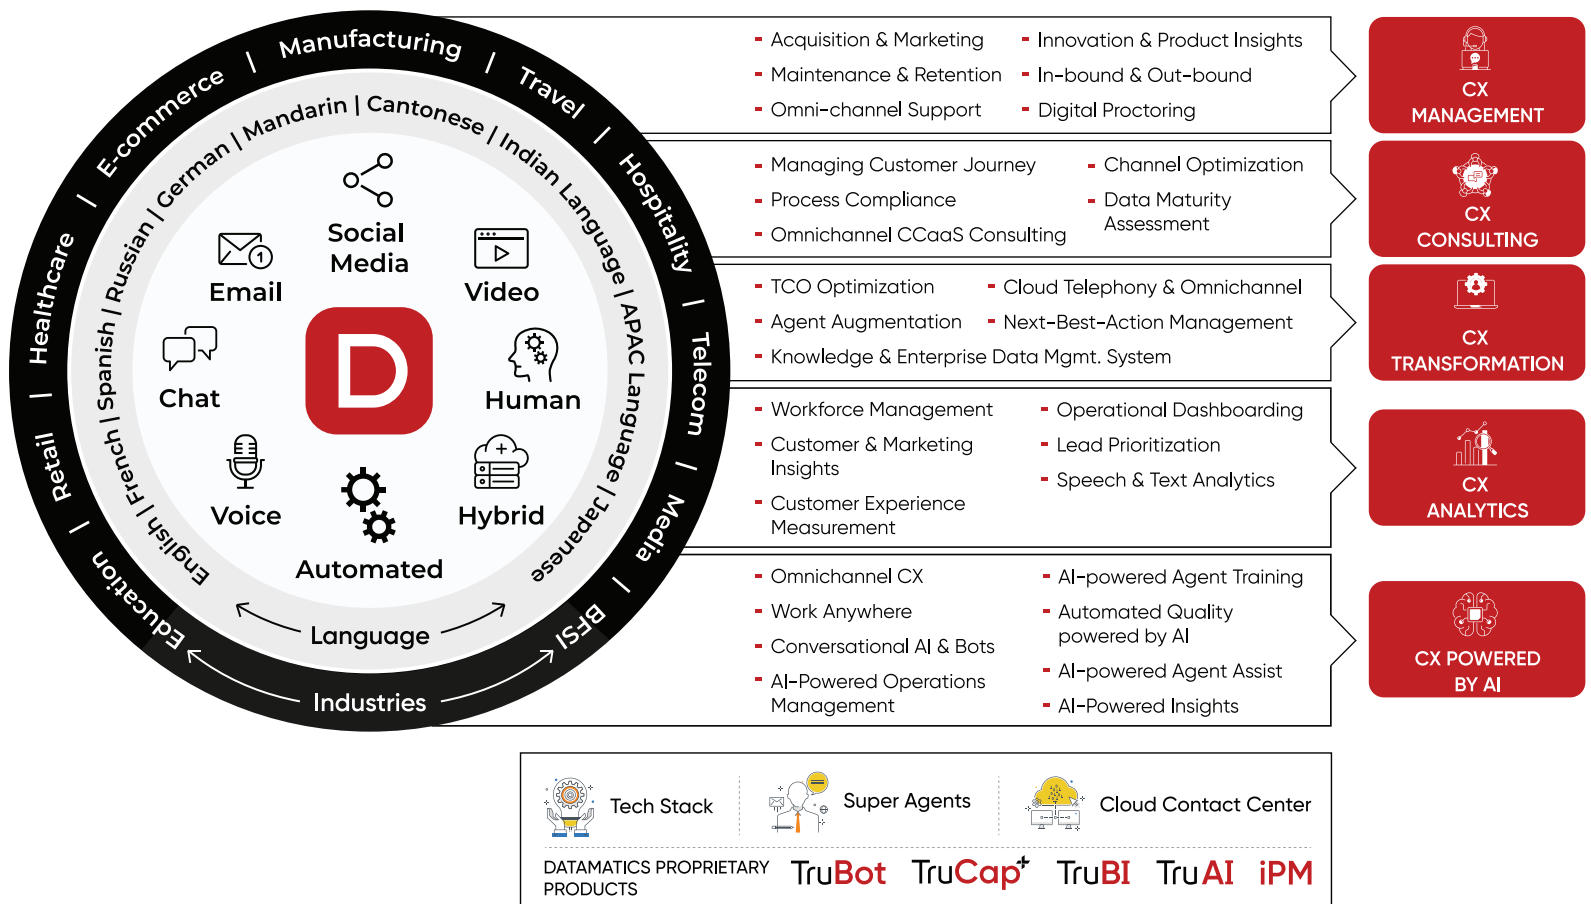 Education | Retail | Healthcare | E-commerce | Manufacturing | Travel | Hospitality | Telecom | Media | BFSI
Industries
English | French | Spanish | Russian | German | Mandarin | Cantonese | Indian Language | APAC Language | Japanese
Language
Social
Media
Email
1
Video
Chat
D
Human
Voice
Hybrid
Automated
- Acquisition & Marketing
- Maintenance & Retention
- Omni-channel Support
- Innovation & Product Insights
- In-bound & Out-bound
- Digital Proctoring
CX
MANAGEMENT
- Managing Customer Journey
- Process Compliance
- Omnichannel CCaaS Consulting
- Channel Optimization
- Data Maturity
Assessment
CX
CONSULTING
- TCO Optimization
- Cloud Telephony & Omnichannel
- Agent Augmentation
- Next-Best-Action Management
- Knowledge & Enterprise Data Mgmt. System
CX
TRANSFORMATION
- Workforce Management
- Customer & Marketing
Insights
- Customer Experience
Measurement
- Operational Dashboarding
- Lead Prioritization
- Speech & Text Analytics
CX
ANALYTICS
- Omnichannel CX
- Work Anywhere
- Conversational AI & Bots
- AI-Powered Operations
Management
- AI-powered Agent Training
- Automated Quality
powered by AI
- AI-powered Agent Assist
- AI-Powered Insights
CX POWERED
BY AI
Tech Stack
Super Agents
Cloud Contact Center
DATAMATICS PROPRIETARY
PRODUCTS
TruBot
TruCap+
TruBI
TruAI
iPM